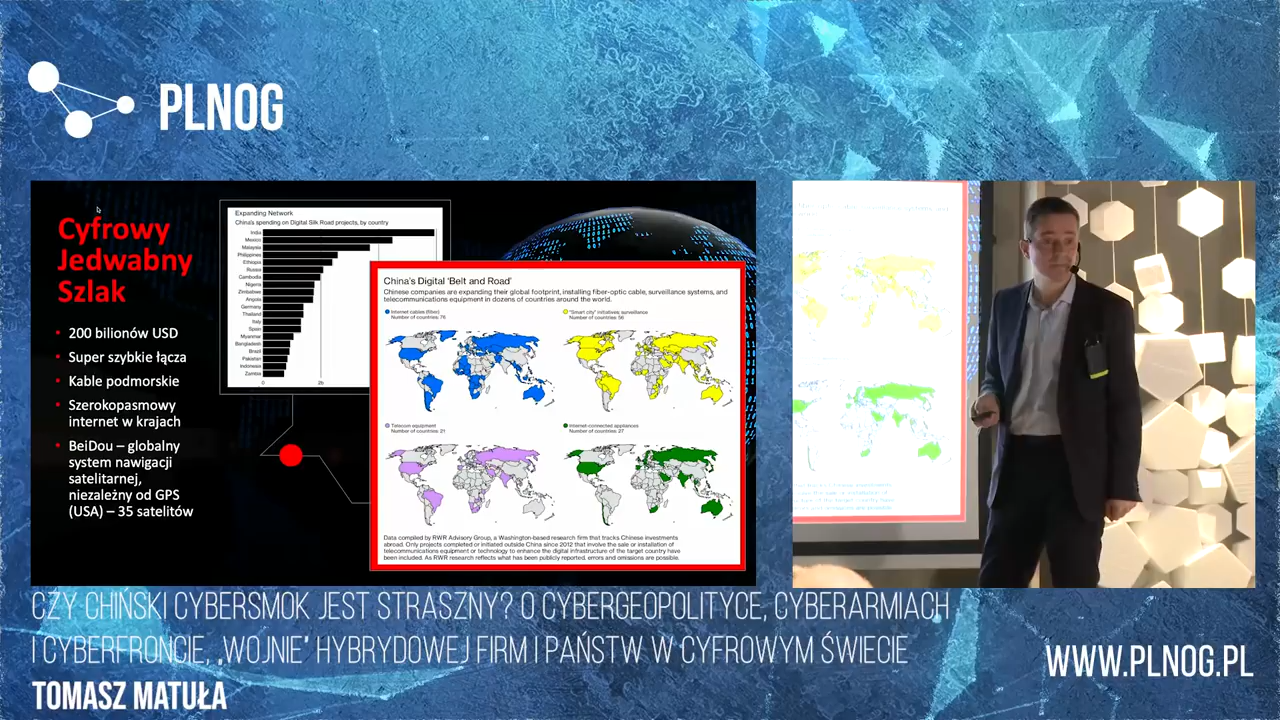 PLNOG
Cyfrowy
Jedwabny
Szlak
• 200 bilionów USD
• Super szybkie łącza
• Kable podmorskie
• Szerokopasmowy
internet w krajach
• BeiDou – globalny
system nawigacji
satelitarnej,
niezależny od GPS
(USA) – 35 satelitów
Expanding Network
China's spending on Digital Silk Road projects, by country
India
Mexico
Malaysia
Philippines
Ethiopia
Russia
Cambodia
Nigeria
Zimbabwe
Angola
Germany
Thailand
Italy
Spain
Myanmar
Bangladesh
Brazil
Pakistan
Indonesia
Zambia
0 2b
China's Digital 'Belt and Road'
Chinese companies are expanding their global footprint, installing fiber-optic cable, surveillance systems, and
telecommunications equipment in dozens of countries around the world.
Internet cables (fiber)
Number of countries: 76
"Smart city" initiatives: surveillance
Number of countries: 56
Telecom equipment
Number of countries: 21
Internet-connected appliances
Number of countries: 27
Data compiled by RWR Advisory Group, a Washington-based research firm that tracks Chinese investments
abroad. Only projects completed or initiated outside China since 2012 that involve the sale or installation of
telecommunications equipment or technology to enhance the digital infrastructure of the target country have
been included. As RWR research reflects what has been publicly reported, errors and omissions are possible.
CZY CHIŃSKI CYBERSMOK JEST STRASZNY? O CYBERGEOPOLITYCE, CYBERARMIACH
I CYBERFRONCIE, „WOJNIE" HYBRYDOWEJ FIRM I PAŃSTW W CYFROWYM ŚWIECIE
TOMASZ MATUŁA
WWW.PLNOG.PL